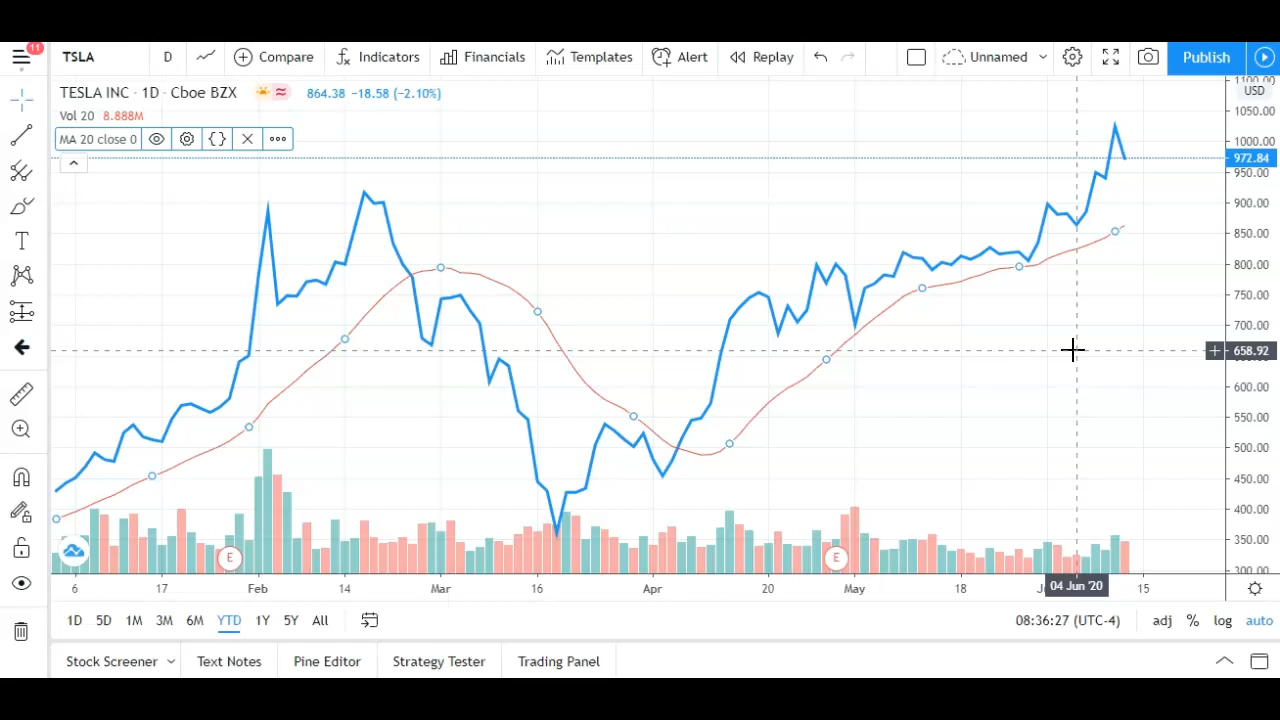 11
TSLA D Compare Indicators Financials Templates Alert Replay Unnamed Publish
TESLA INC · 1D · Cboe BZX 864.38 −18.58 (−2.10%)
USD
Vol 20 8.888M
MA 20 close 0
1100.00
1050.00
1000.00
972.84
950.00
900.00
850.00
800.00
750.00
700.00
658.92
600.00
550.00
500.00
450.00
400.00
350.00
300.00
E E
6 17 Feb 14 Mar 16 Apr 20 May 18 04 Jun '20 15
1D 5D 1M 3M 6M YTD 1Y 5Y All 08:36:27 (UTC-4) adj % log auto
Stock Screener Text Notes Pine Editor Strategy Tester Trading Panel